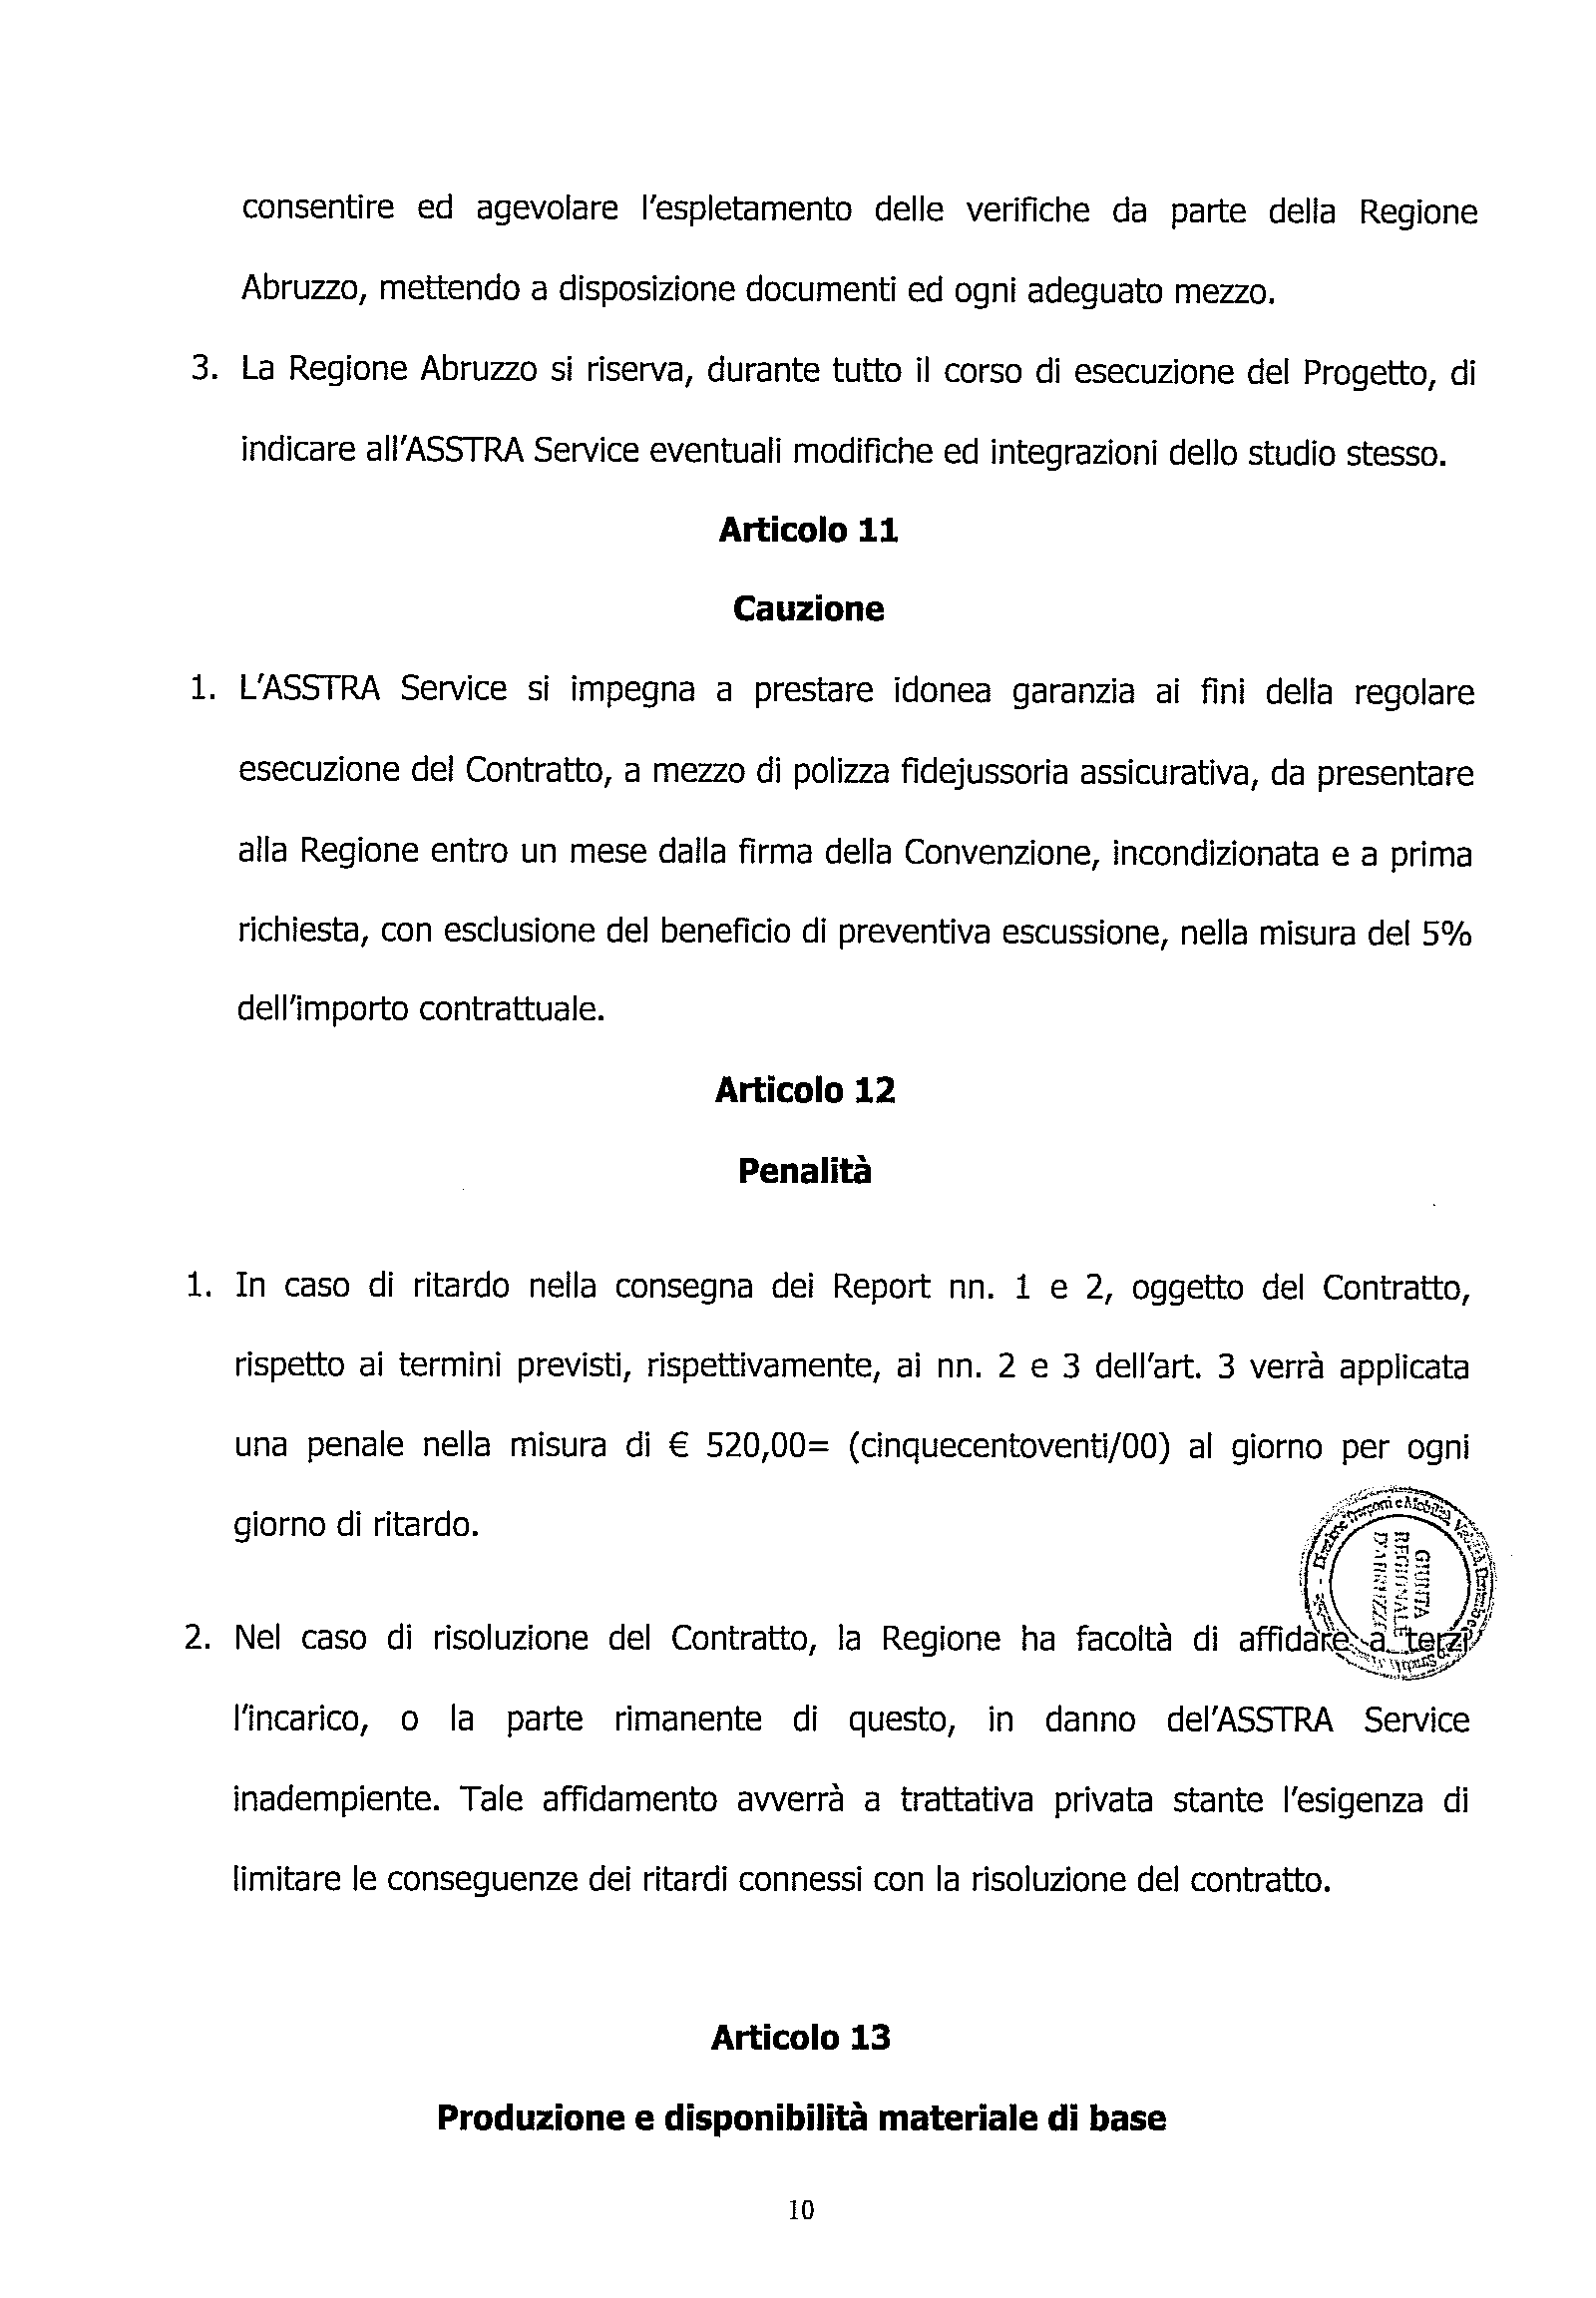 consentire ed agevolare l'espletamento delle verifiche da parte della Regione
Abruzzo, mettendo a disposizione documenti ed ogni adeguato mezzo.
3. La Regione Abruzzo si riserva, durante tutto il corso di esecuzione del Progetto, di
indicare all'ASSTRA Service eventuali modifiche ed integrazioni dello studio stesso.
Articolo 11
Cauzione
1. L'ASSTRA Service si impegna a prestare idonea garanzia ai fini della regolare
esecuzione del Contratto, a mezzo di polizza fidejussoria assicurativa, da presentare
alla Regione entro un mese dalla firma della Convenzione, incondizionata e a prima
richiesta, con esclusione del beneficio di preventiva escussione, nella misura del 5%
dell'importo contrattuale.
Articolo 12
Penalità
1. In caso di ritardo nella consegna dei Report nn. 1 e 2, oggetto del Contratto,
rispetto ai termini previsti, rispettivamente, ai nn. 2 e 3 dell'art. 3 verrà applicata
una penale nella misura di € 520,00= (cinquecentoventi/00) al giorno per ogni
giorno di ritardo.
GIUNTA
REGIONALE
2. Nel caso di risoluzione del Contratto, la Regione ha facoltà di affidare a terzi
l'incarico, o la parte rimanente di questo, in danno del'ASSTRA Service
inadempiente. Tale affidamento avverrà a trattativa privata stante l'esigenza di
limitare le conseguenze dei ritardi connessi con la risoluzione del contratto.
Articolo 13
Produzione e disponibilità materiale di base
10